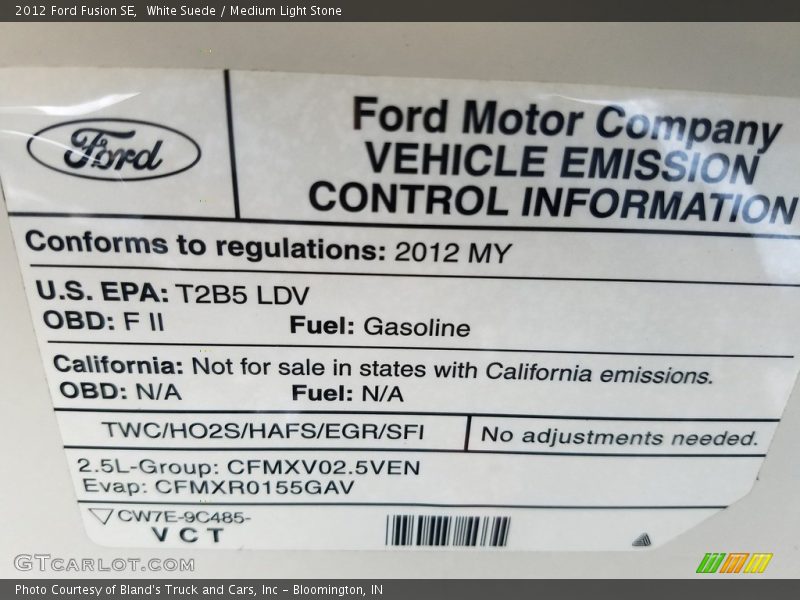 2012 Ford Fusion SE, White Suede / Medium Light Stone
Ford
Ford Motor Company
VEHICLE EMISSION
CONTROL INFORMATION
Conforms to regulations: 2012 MY
U.S. EPA: T2B5 LDV
OBD: F II Fuel: Gasoline
California: Not for sale in states with California emissions.
OBD: N/A Fuel: N/A
TWC/HO2S/HAFS/EGR/SFI No adjustments needed.
2.5L-Group: CFMXV02.5VEN
Evap: CFMXR0155GAV
CW7E-9C485-
V C T
GTcarlot.com
Photo Courtesy of Bland's Truck and Cars, Inc - Bloomington, IN